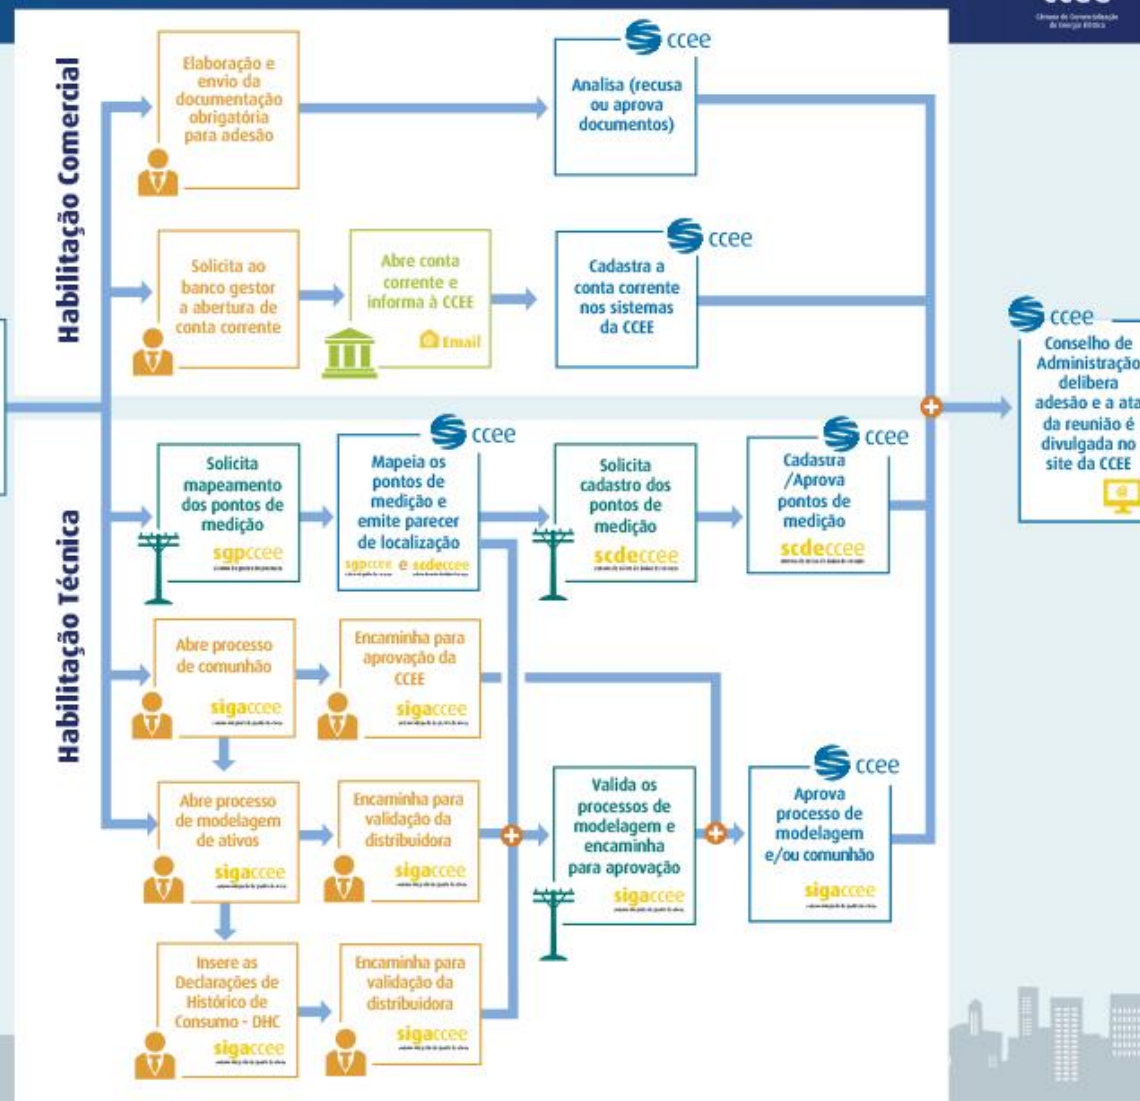 ccee
Câmara de Comercialização
de Energia Elétrica
Habilitação Comercial
Elaboração e
envio da
documentação
obrigatória
para adesão
ccee
Analisa (recusa
ou aprova
documentos)
Solicita ao
banco gestor
a abertura de
conta corrente
Abre conta
corrente e
informa à CCEE
Email
ccee
Cadastra a
conta corrente
nos sistemas
da CCEE
ccee
Conselho de
Administração
delibera
adesão e a ata
da reunião é
divulgada no
site da CCEE
Habilitação Técnica
Solicita
mapeamento
dos pontos de
medição
sgpccee
ccee
Mapeia os
pontos de
medição e
emite parecer
de localização
sgpccee e scdeccee
Solicita
cadastro dos
pontos de
medição
scdeccee
ccee
Cadastra
/Aprova
pontos de
medição
scdeccee
Abre processo
de comunhão
sigaccee
Encaminha para
aprovação da
CCEE
sigaccee
Abre processo
de modelagem
de ativos
sigaccee
Encaminha para
validação da
distribuidora
sigaccee
Valida os
processos de
modelagem e
encaminha
para aprovação
sigaccee
ccee
Aprova
processo de
modelagem
e/ou comunhão
sigaccee
Insere as
Declarações de
Histórico de
Consumo - DHC
sigaccee
Encaminha para
validação da
distribuidora
sigaccee